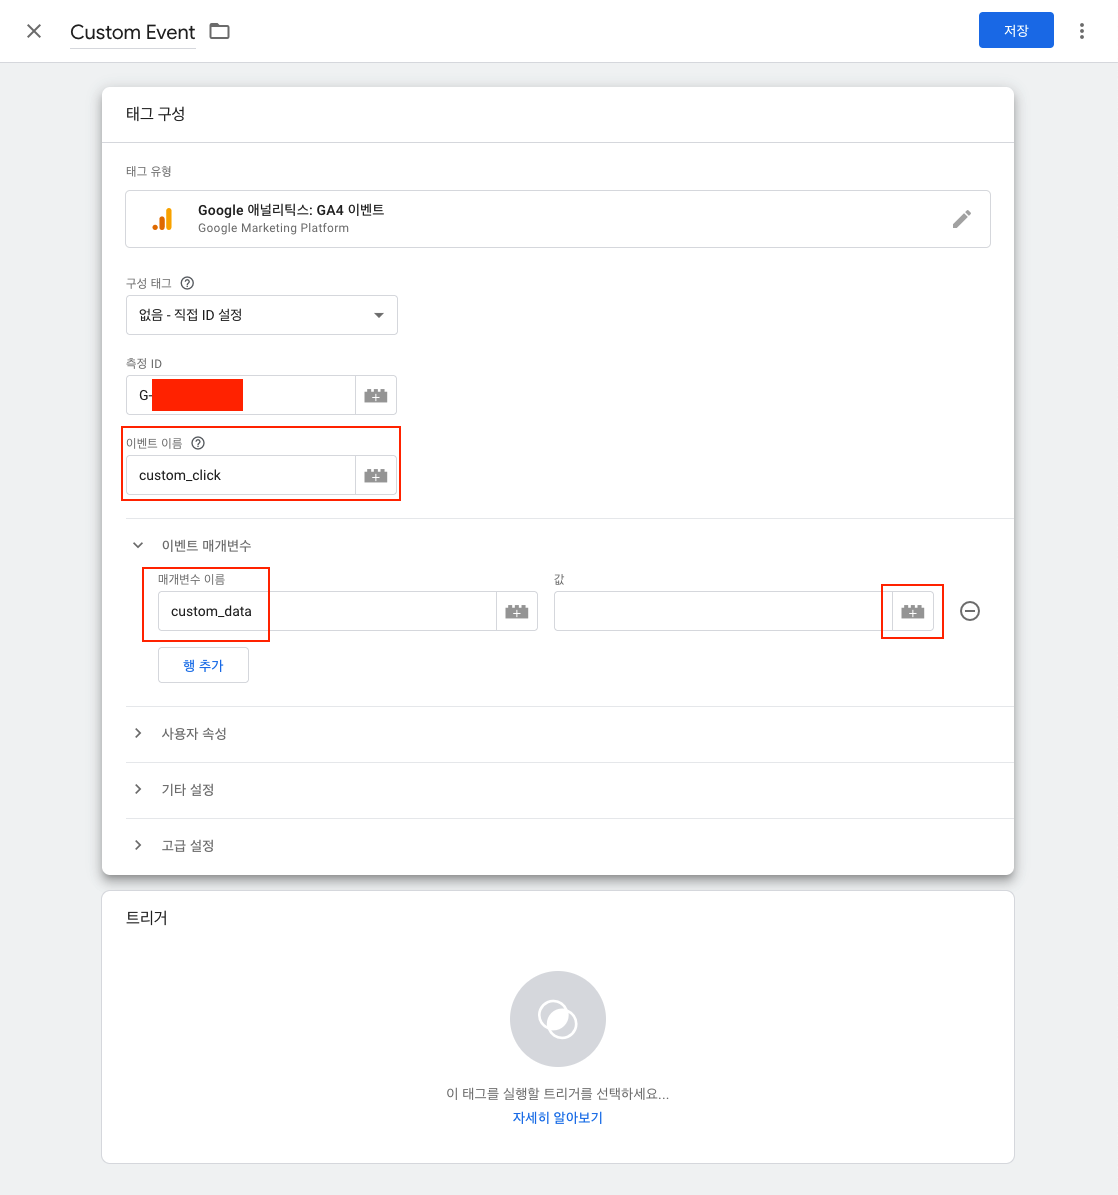 Custom Event
저장
태그 구성
태그 유형
Google 애널리틱스: GA4 이벤트
Google Marketing Platform
구성 태그
없음 - 직접 ID 설정
측정 ID
G-
이벤트 이름
custom_click
이벤트 매개변수
매개변수 이름
값
custom_data
행 추가
사용자 속성
기타 설정
고급 설정
트리거
이 태그를 실행할 트리거를 선택하세요...
자세히 알아보기